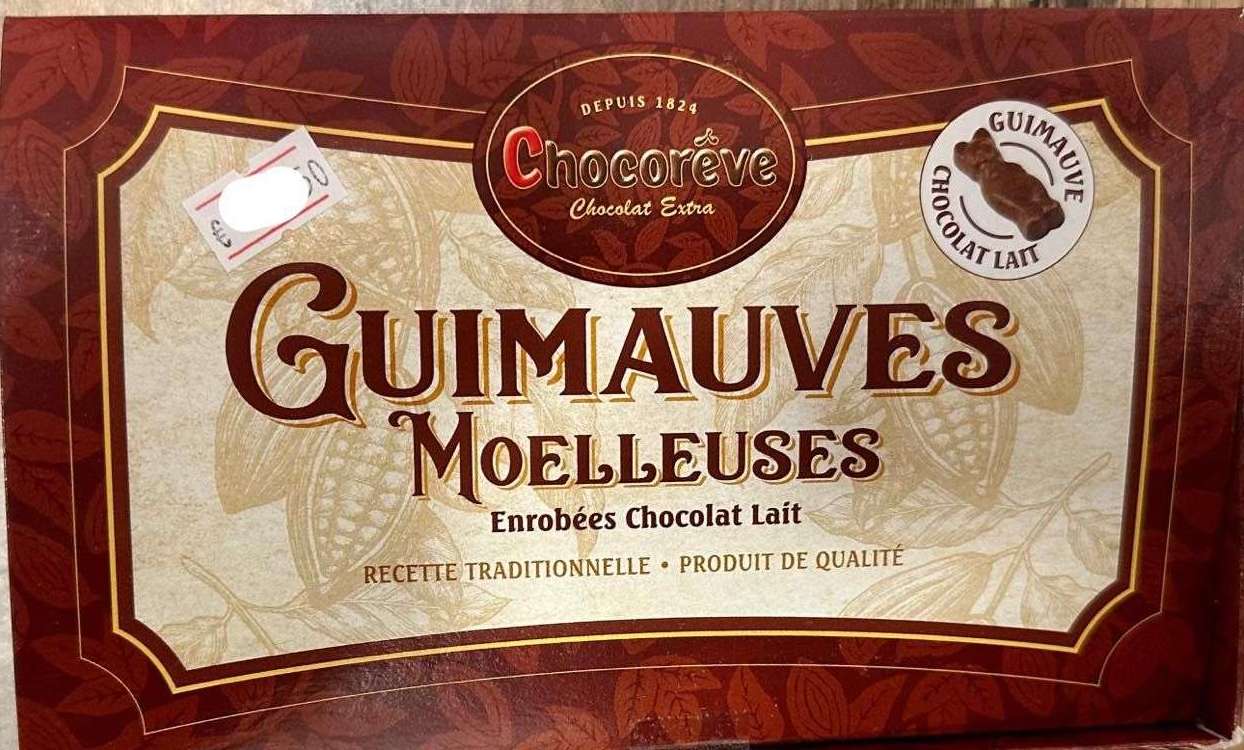 DEPUIS 1824
Chocorêve
Chocolat Extra
GUIMAUVE
CHOCOLAT LAIT
GUIMAUVES
MOELLEUSES
Enrobées Chocolat Lait
RECETTE TRADITIONNELLE • PRODUIT DE QUALITÉ